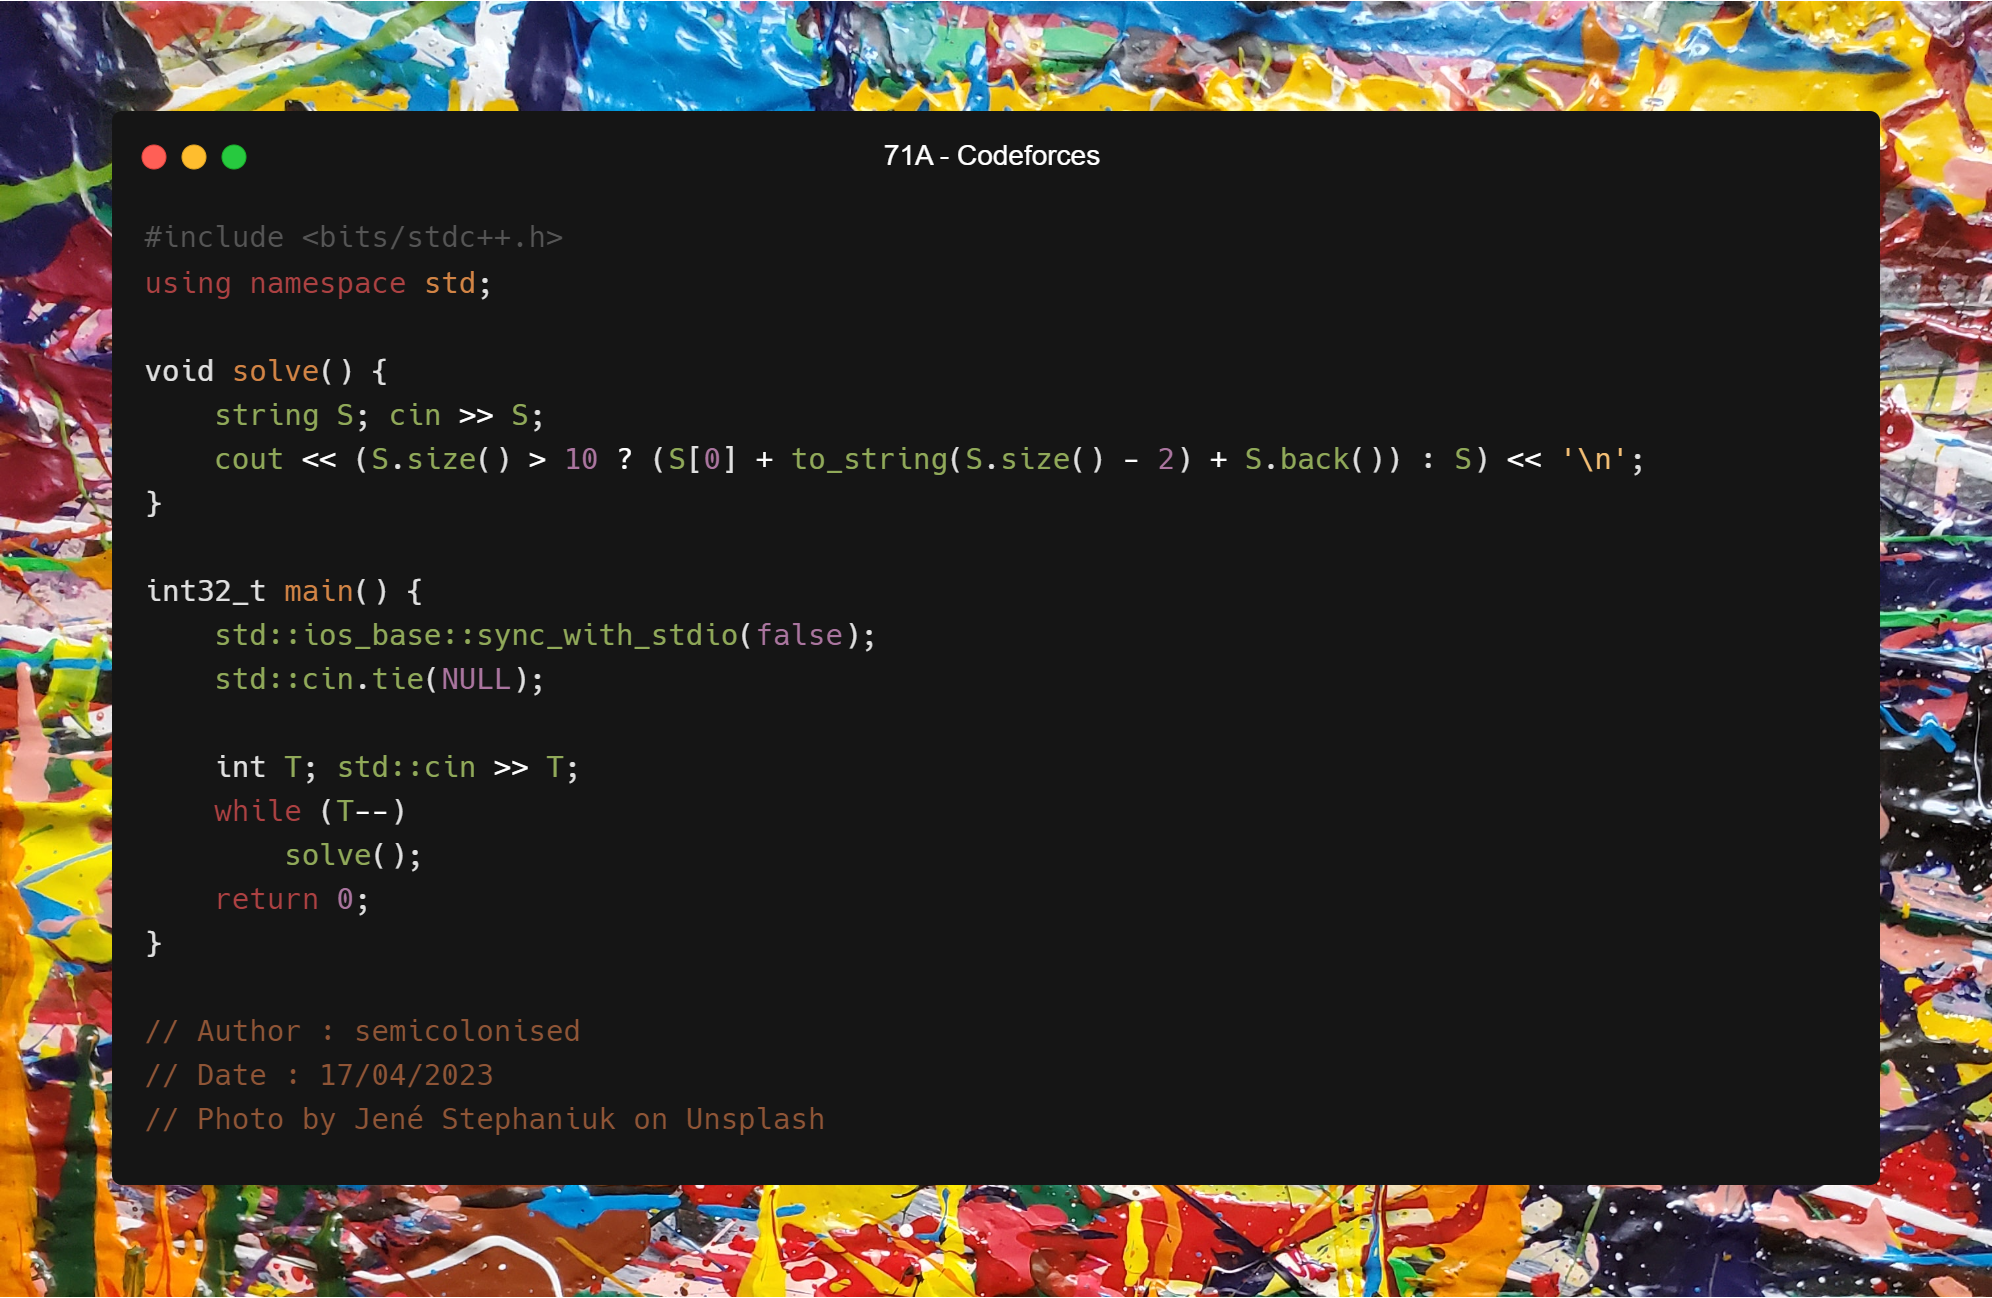 71A - Codeforces
#include <bits/stdc++.h>
using namespace std;
void solve() {
    string S; cin >> S;
    cout << (S.size() > 10 ? (S[0] + to_string(S.size() - 2) + S.back()) : S) << '\n';
}
int32_t main() {
    std::ios_base::sync_with_stdio(false);
    std::cin.tie(NULL);
    int T; std::cin >> T;
    while (T--)
        solve();
    return 0;
}
// Author : semicolonised
// Date : 17/04/2023
// Photo by Jené Stephaniuk on Unsplash